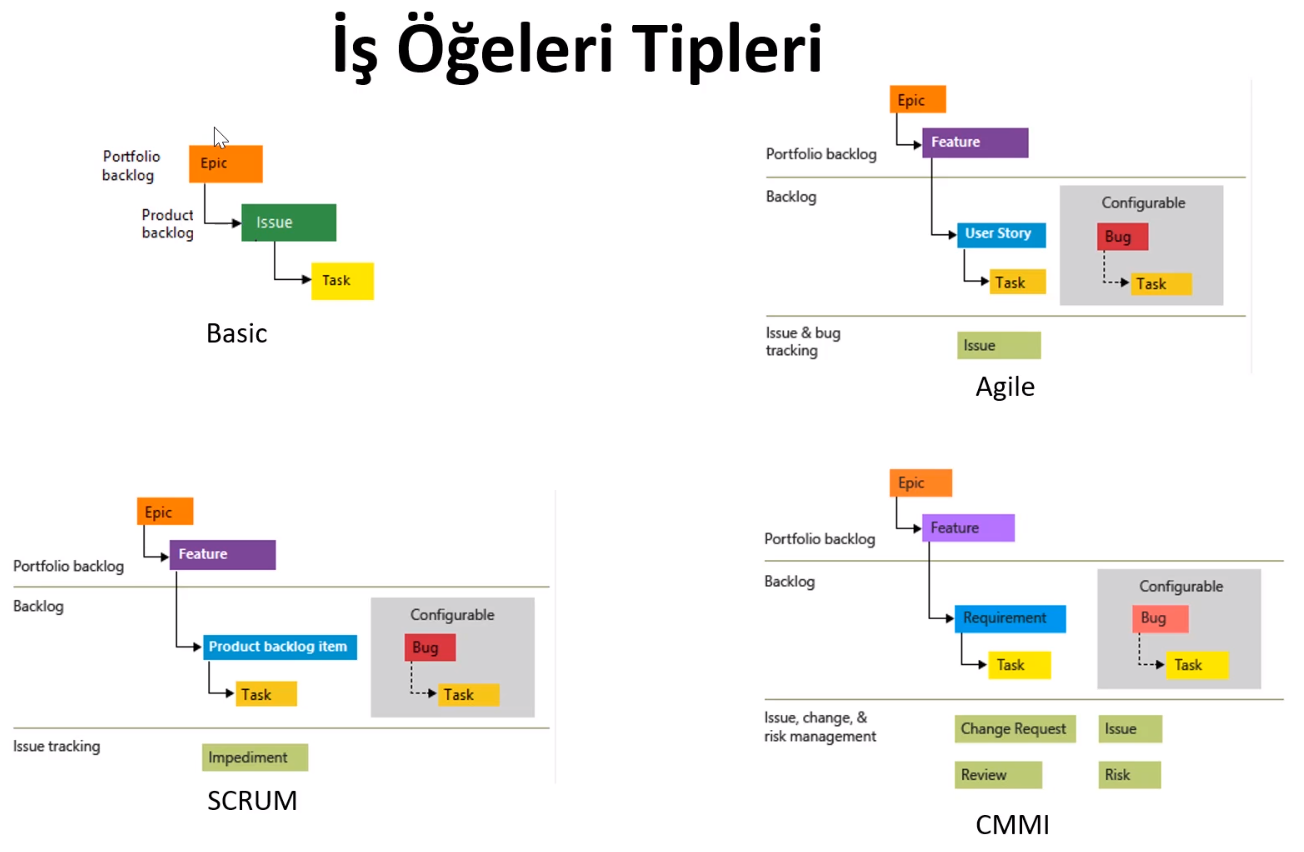 İş Öğeleri Tipleri
Portfolio
backlog
Epic
Product
backlog
Issue
Task
Basic
Epic
Feature
Portfolio backlog
Backlog
Configurable
User Story
Bug
Task
Task
Issue & bug
tracking
Issue
Agile
Epic
Feature
Portfolio backlog
Backlog
Configurable
Product backlog item
Bug
Task
Task
Issue tracking
Impediment
SCRUM
Epic
Feature
Portfolio backlog
Backlog
Configurable
Requirement
Bug
Task
Task
Issue, change, &
risk management
Change Request
Issue
Review
Risk
CMMI